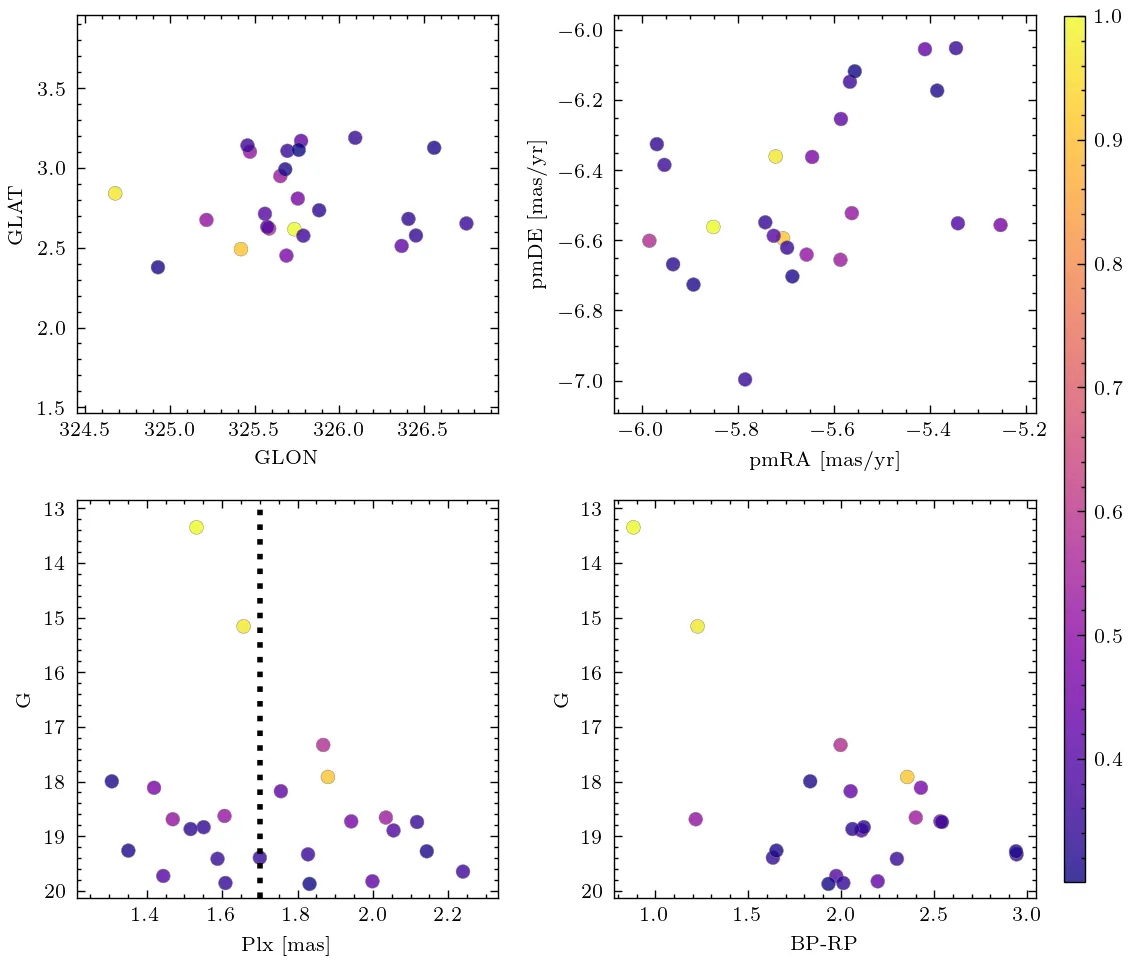 3.5
3.0
2.5
2.0
1.5
GLAT
324.5 325.0 325.5 326.0 326.5
GLON
−6.0
−6.2
−6.4
−6.6
−6.8
−7.0
pmDE [mas/yr]
−6.0 −5.8 −5.6 −5.4 −5.2
pmRA [mas/yr]
1.0
0.9
0.8
0.7
0.6
0.5
0.4
13
14
15
16
17
18
19
20
G
1.4 1.6 1.8 2.0 2.2
Plx [mas]
13
14
15
16
17
18
19
20
G
1.0 1.5 2.0 2.5 3.0
BP-RP